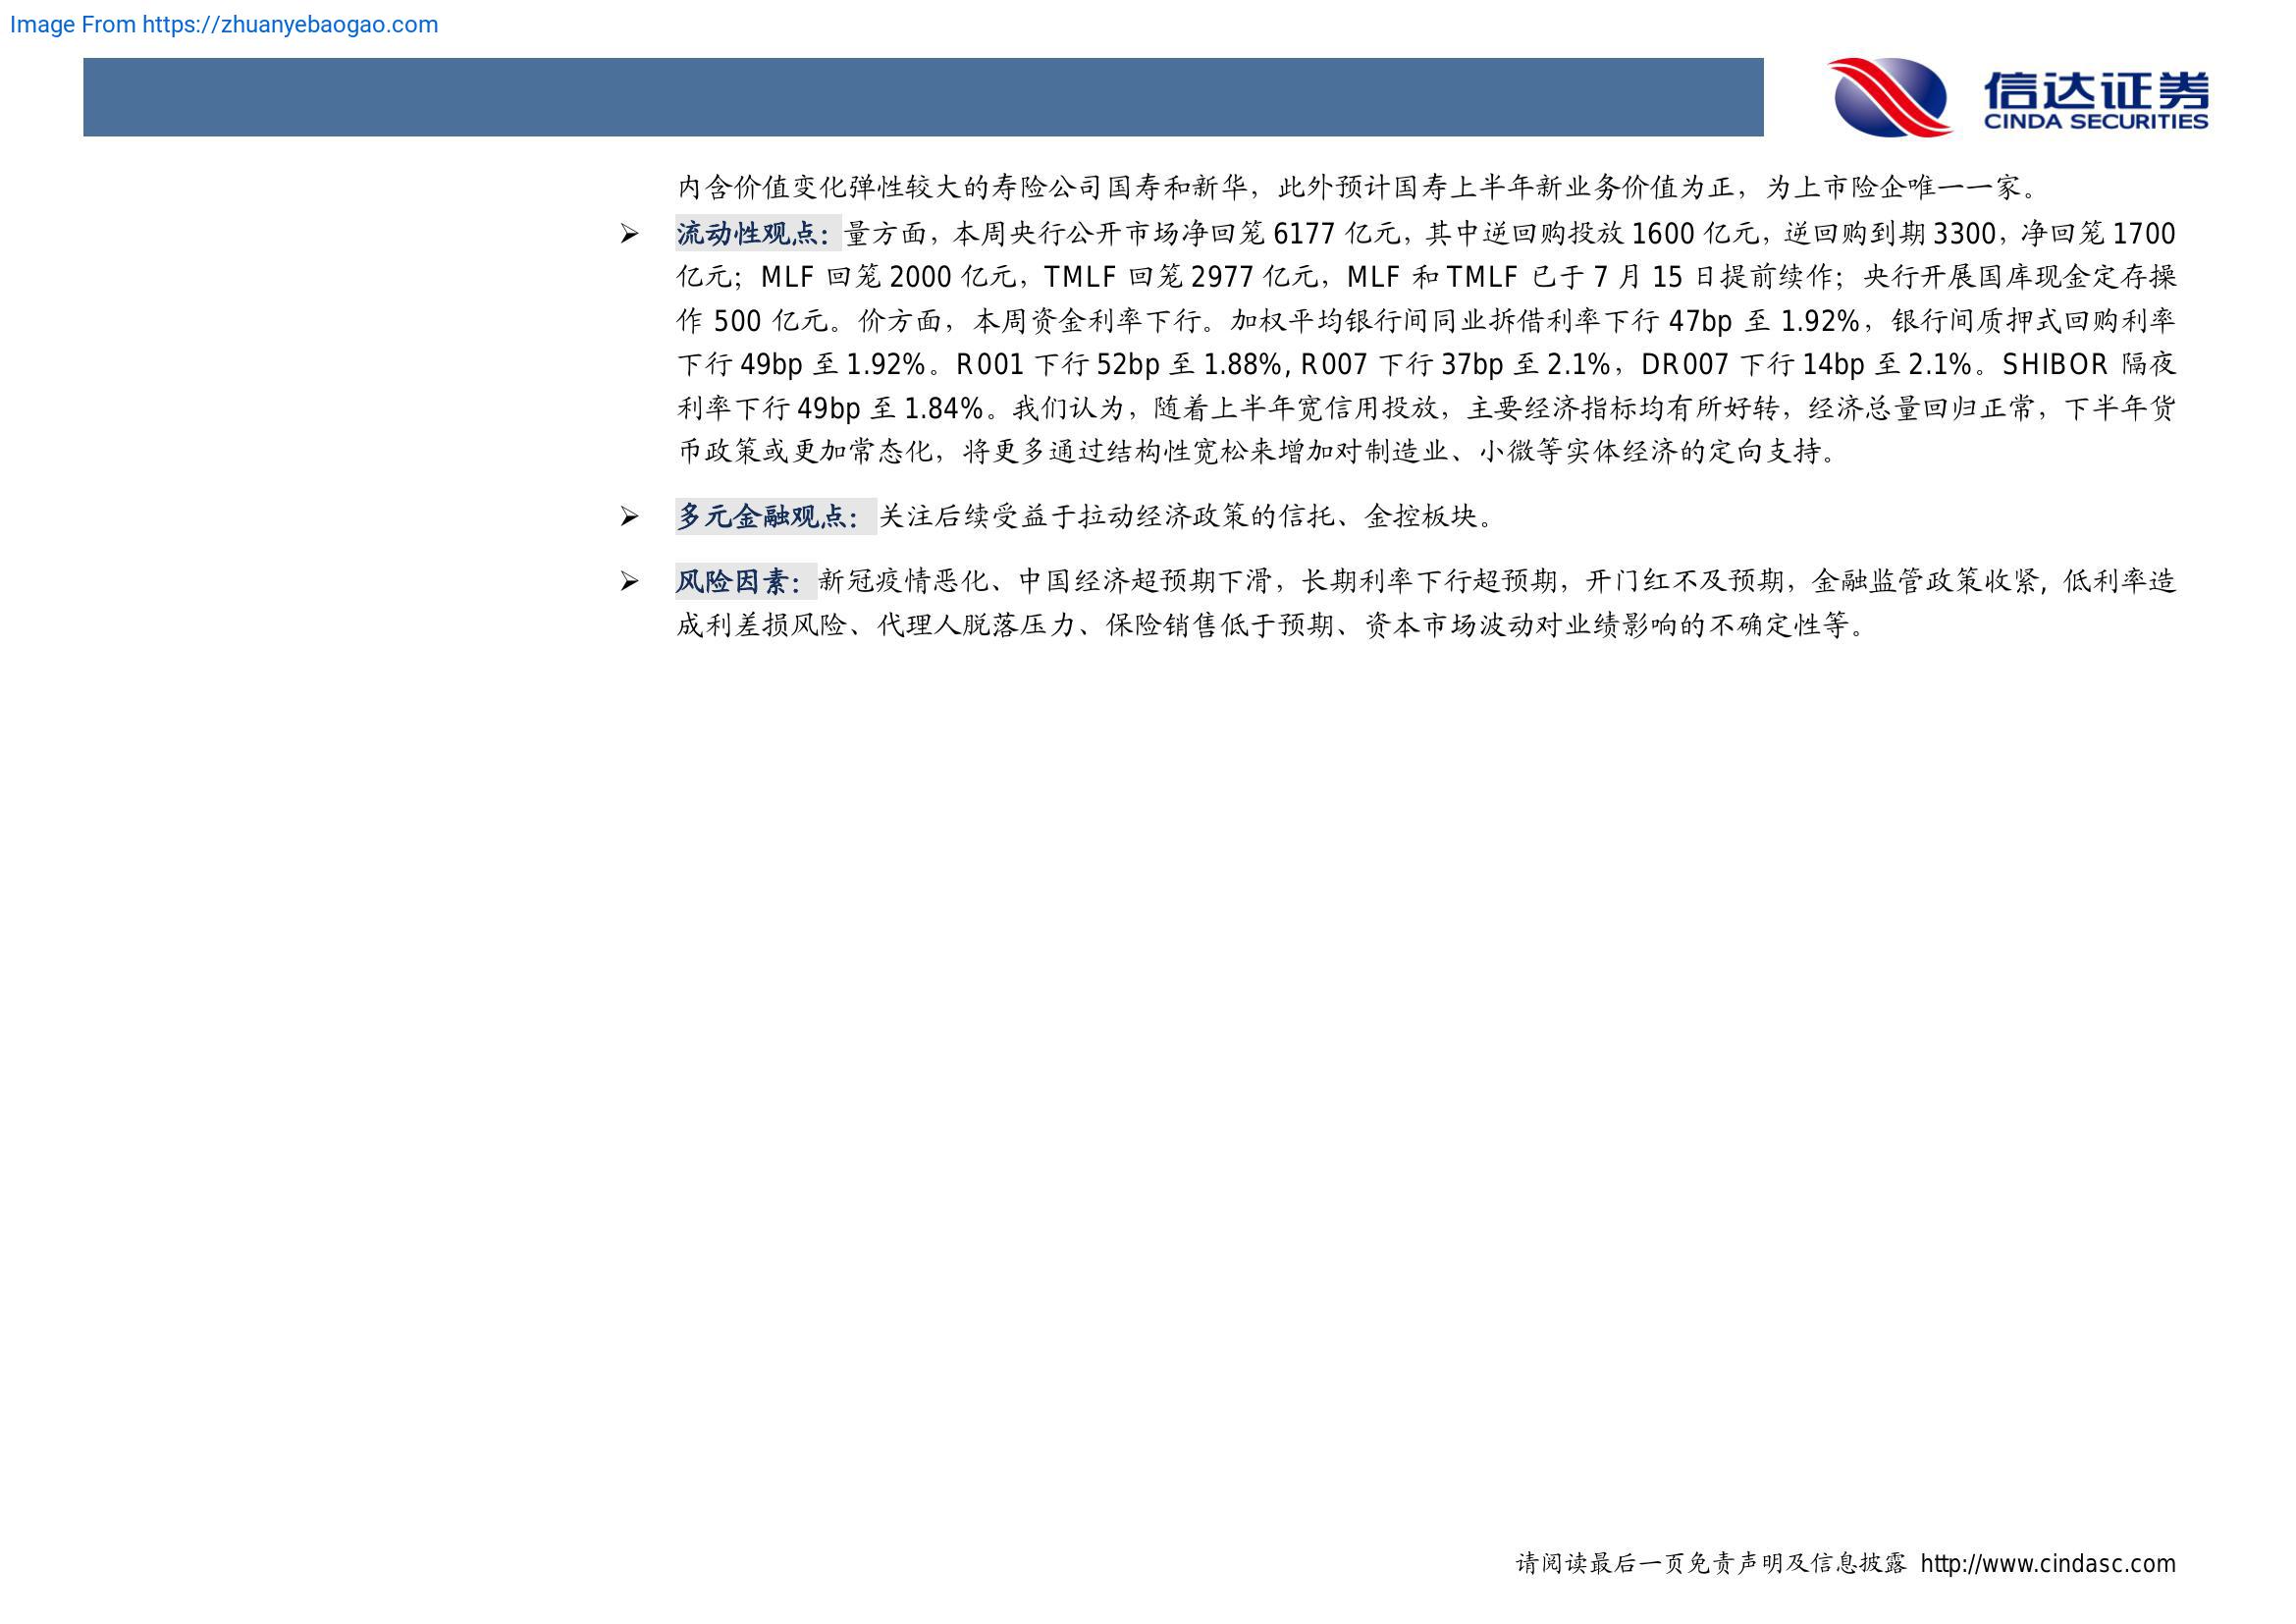 Image From https://zhuanyebaogao.com
信达证券
CINDA SECURITIES
内含价值变化弹性较大的寿险公司国寿和新华，此外预计国寿上半年新业务价值为正，为上市险企唯一一家。
➢ 流动性观点：量方面，本周央行公开市场净回笼 6177 亿元，其中逆回购投放 1600 亿元，逆回购到期 3300，净回笼 1700
亿元；MLF 回笼 2000 亿元，TMLF 回笼 2977 亿元，MLF 和 TMLF 已于 7 月 15 日提前续作；央行开展国库现金定存操
作 500 亿元。价方面，本周资金利率下行。加权平均银行间同业拆借利率下行 47bp 至 1.92%，银行间质押式回购利率
下行 49bp 至 1.92%。R001 下行 52bp 至 1.88%, R007 下行 37bp 至 2.1%，DR007 下行 14bp 至 2.1%。SHIBOR 隔夜
利率下行 49bp 至 1.84%。我们认为，随着上半年宽信用投放，主要经济指标均有所好转，经济总量回归正常，下半年货
币政策或更加常态化，将更多通过结构性宽松来增加对制造业、小微等实体经济的定向支持。
➢ 多元金融观点：关注后续受益于拉动经济政策的信托、金控板块。
➢ 风险因素：新冠疫情恶化、中国经济超预期下滑，长期利率下行超预期，开门红不及预期，金融监管政策收紧, 低利率造
成利差损风险、代理人脱落压力、保险销售低于预期、资本市场波动对业绩影响的不确定性等。
请阅读最后一页免责声明及信息披露 http://www.cindasc.com